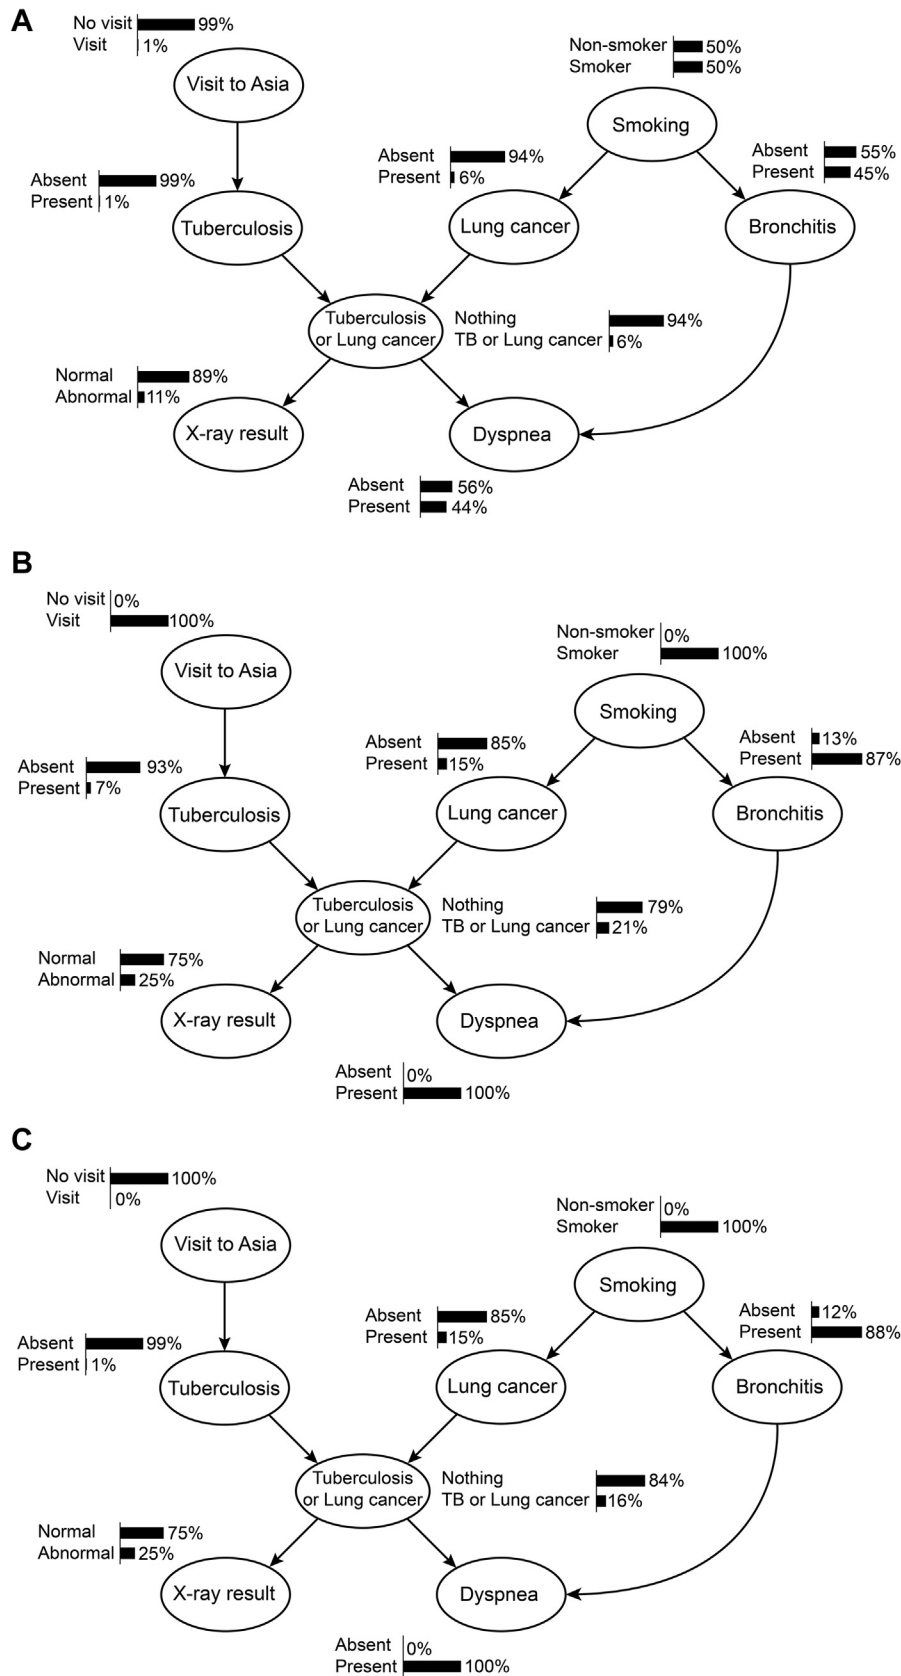 A
No visit 99%
Visit 1%
Visit to Asia
Non-smoker 50%
Smoker 50%
Smoking
Absent 99%
Present 1%
Tuberculosis
Absent 94%
Present 6%
Lung cancer
Absent 55%
Present 45%
Bronchitis
Tuberculosis
or Lung cancer
Nothing 94%
TB or Lung cancer 6%
Normal 89%
Abnormal 11%
X-ray result
Dyspnea
Absent 56%
Present 44%
B
No visit 0%
Visit 100%
Visit to Asia
Non-smoker 0%
Smoker 100%
Smoking
Absent 93%
Present 7%
Tuberculosis
Absent 85%
Present 15%
Lung cancer
Absent 13%
Present 87%
Bronchitis
Tuberculosis
or Lung cancer
Nothing 79%
TB or Lung cancer 21%
Normal 75%
Abnormal 25%
X-ray result
Dyspnea
Absent 0%
Present 100%
C
No visit 100%
Visit 0%
Visit to Asia
Non-smoker 0%
Smoker 100%
Smoking
Absent 99%
Present 1%
Tuberculosis
Absent 85%
Present 15%
Lung cancer
Absent 12%
Present 88%
Bronchitis
Tuberculosis
or Lung cancer
Nothing 84%
TB or Lung cancer 16%
Normal 75%
Abnormal 25%
X-ray result
Dyspnea
Absent 0%
Present 100%